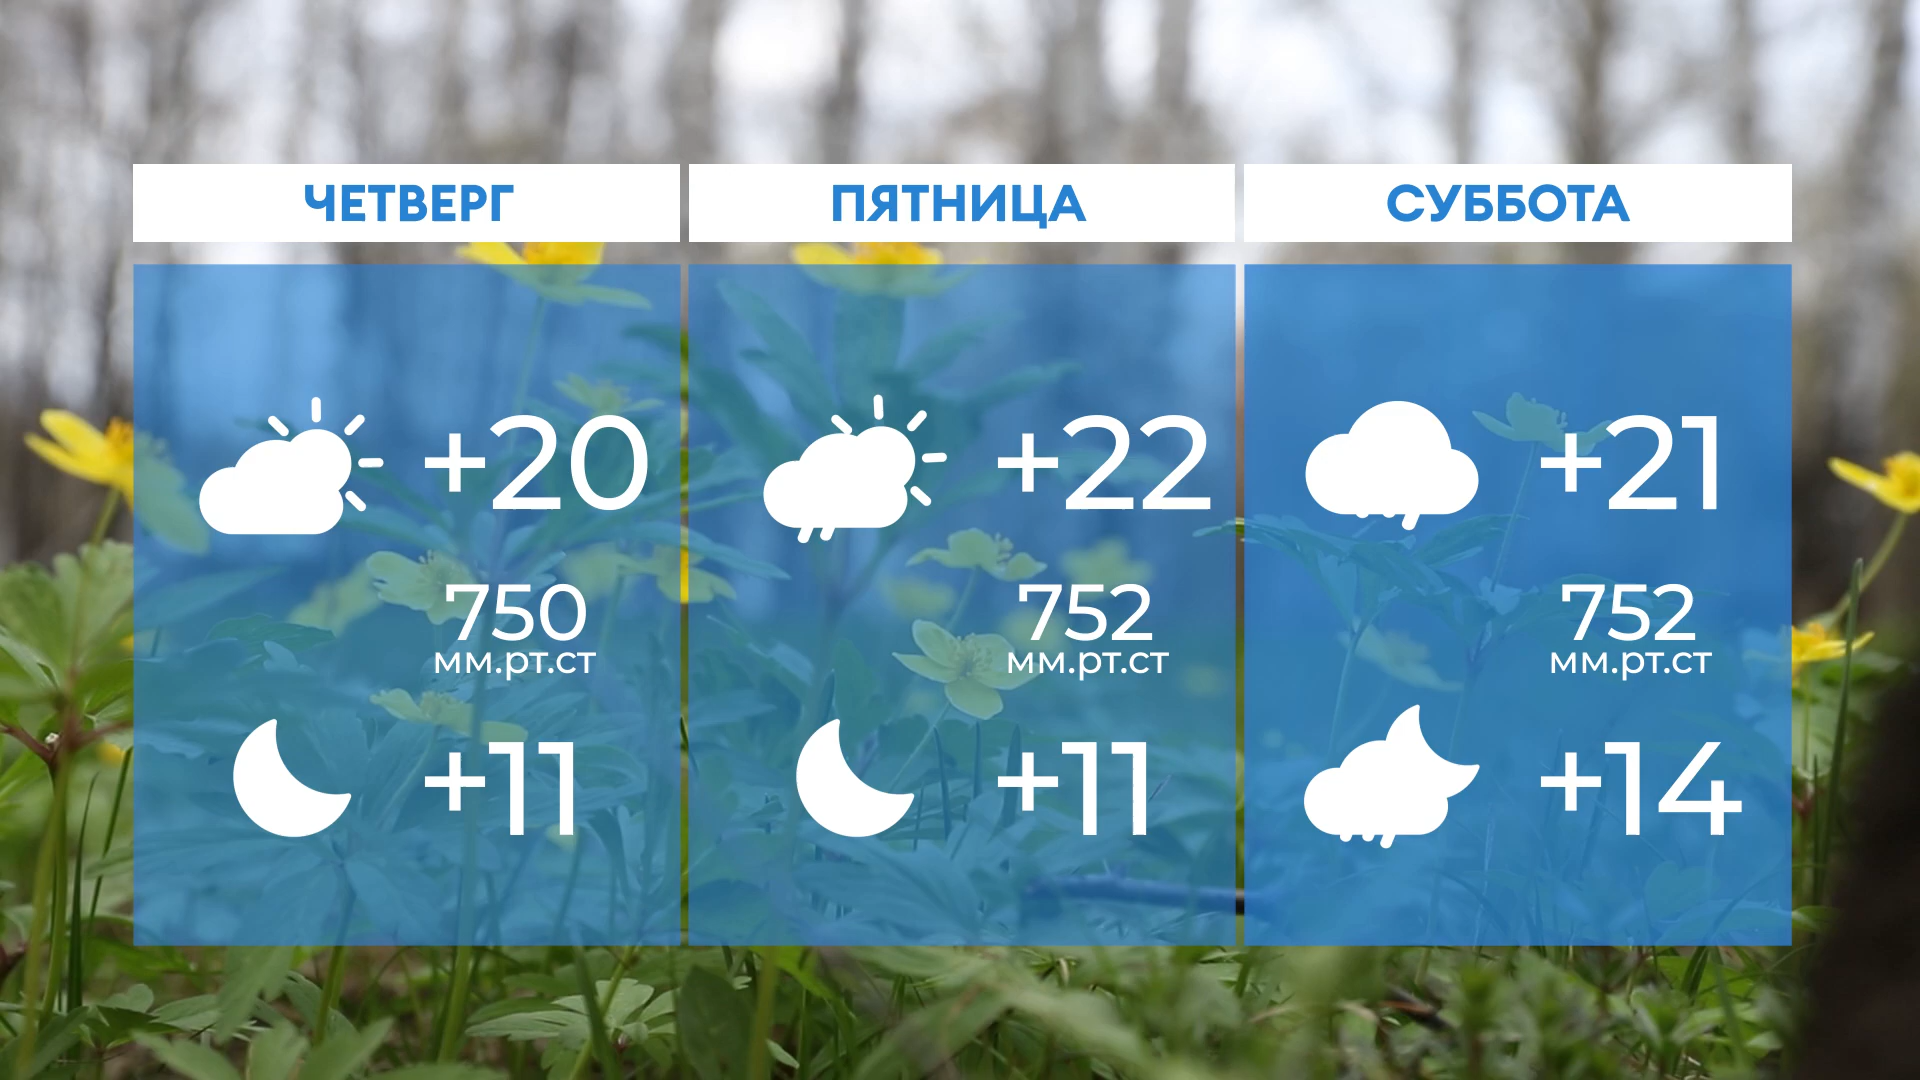 ЧЕТВЕРГ
+20
750
мм.рт.ст
+11
ПЯТНИЦА
+22
752
мм.рт.ст
+11
СУББОТА
+21
752
мм.рт.ст
+14